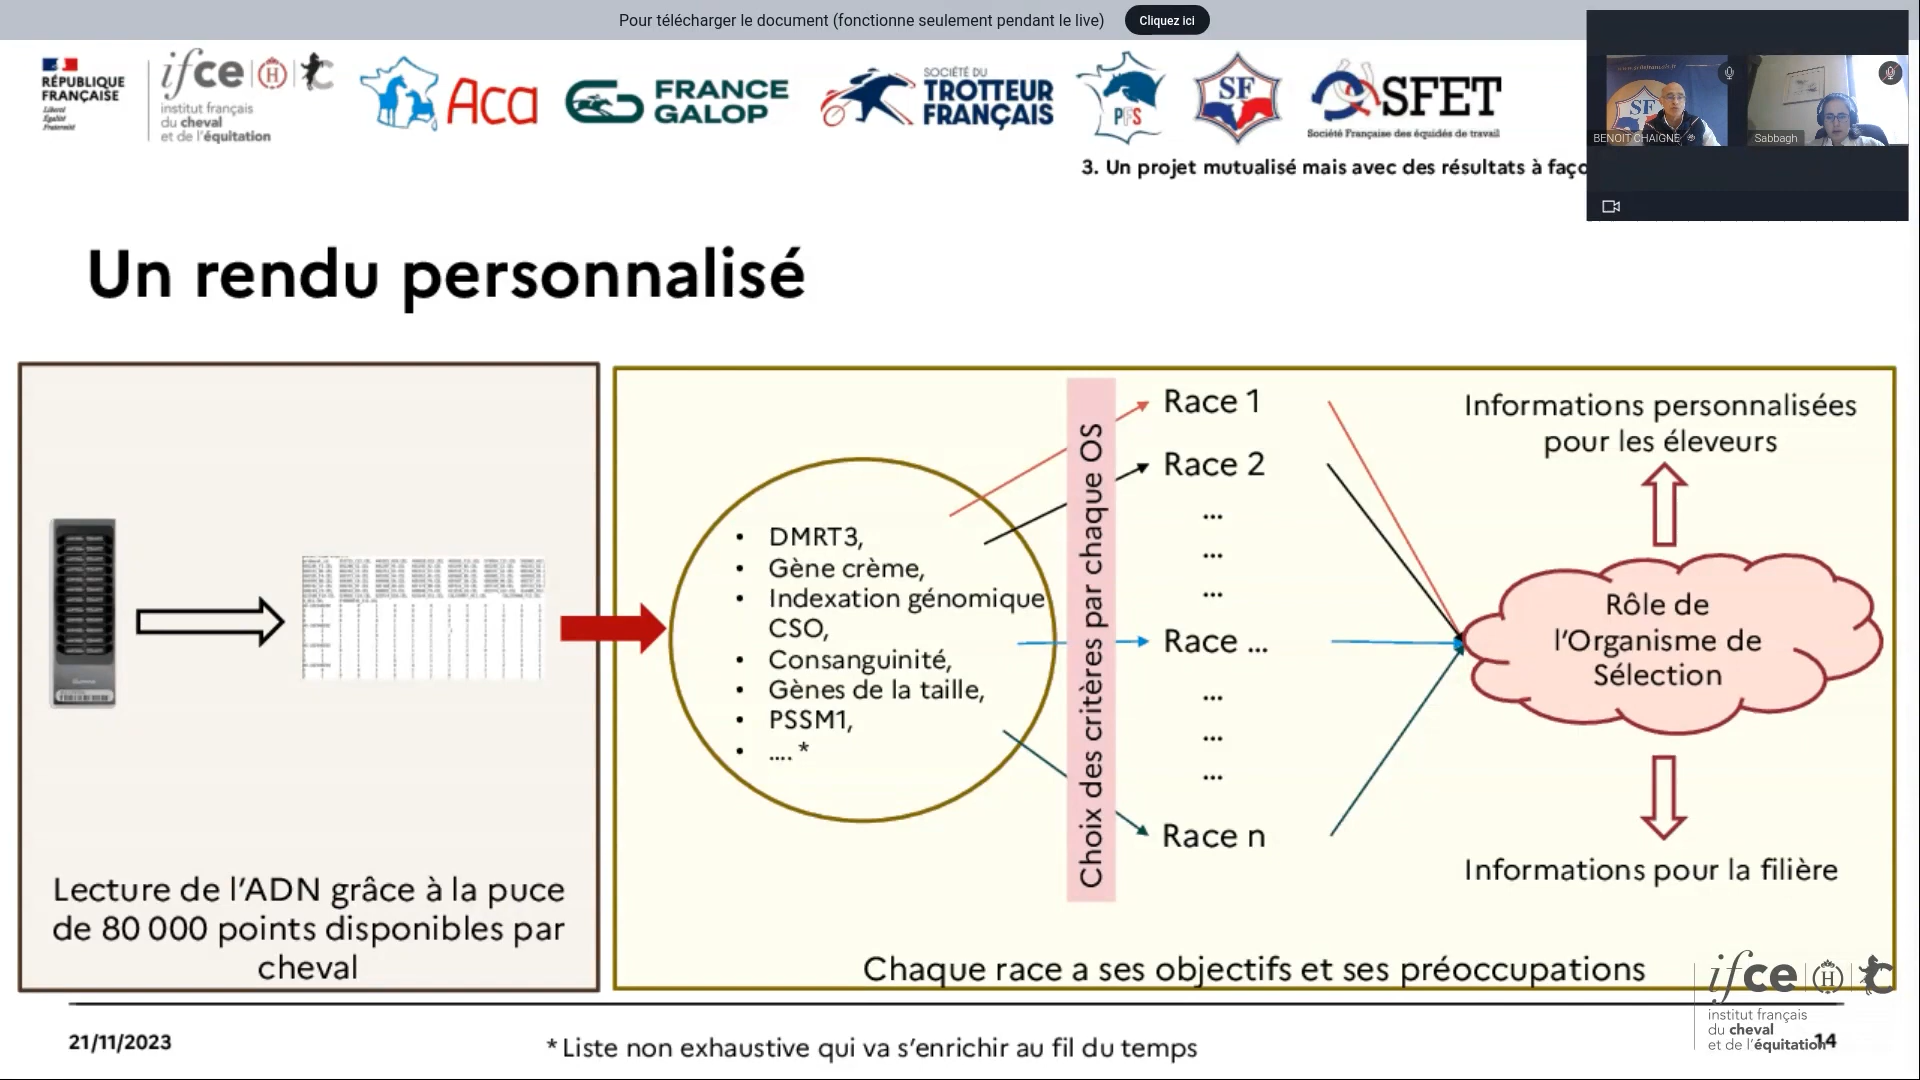 Pour télécharger le document (fonctionne seulement pendant le live)
Cliquez ici
RÉPUBLIQUE
FRANÇAISE
Liberté
Égalité
Fraternité
ifce
institut français
du cheval
et de l'équitation
Aca
FRANCE
GALOP
SOCIÉTÉ DU
TROTTEUR
FRANÇAIS
PFS
SF
SFET
Société Française des équidés de travail
BENOIT CHAIGNE
Sabbagh
SF
3. Un projet mutualisé mais avec des résultats à faço
Un rendu personnalisé
Lecture de l'ADN grâce à la puce
de 80 000 points disponibles par
cheval
• DMRT3,
• Gène crème,
• Indexation génomique
CSO,
• Consanguinité,
• Gènes de la taille,
• PSSM1,
• .... *
Choix des critères par chaque OS
Race 1
Race 2
...
...
...
Race ...
...
...
...
Race n
Informations personnalisées
pour les éleveurs
Rôle de
l'Organisme de
Sélection
Informations pour la filière
Chaque race a ses objectifs et ses préoccupations
ifce
institut français
du cheval
et de l'équitation
21/11/2023
* Liste non exhaustive qui va s'enrichir au fil du temps
14